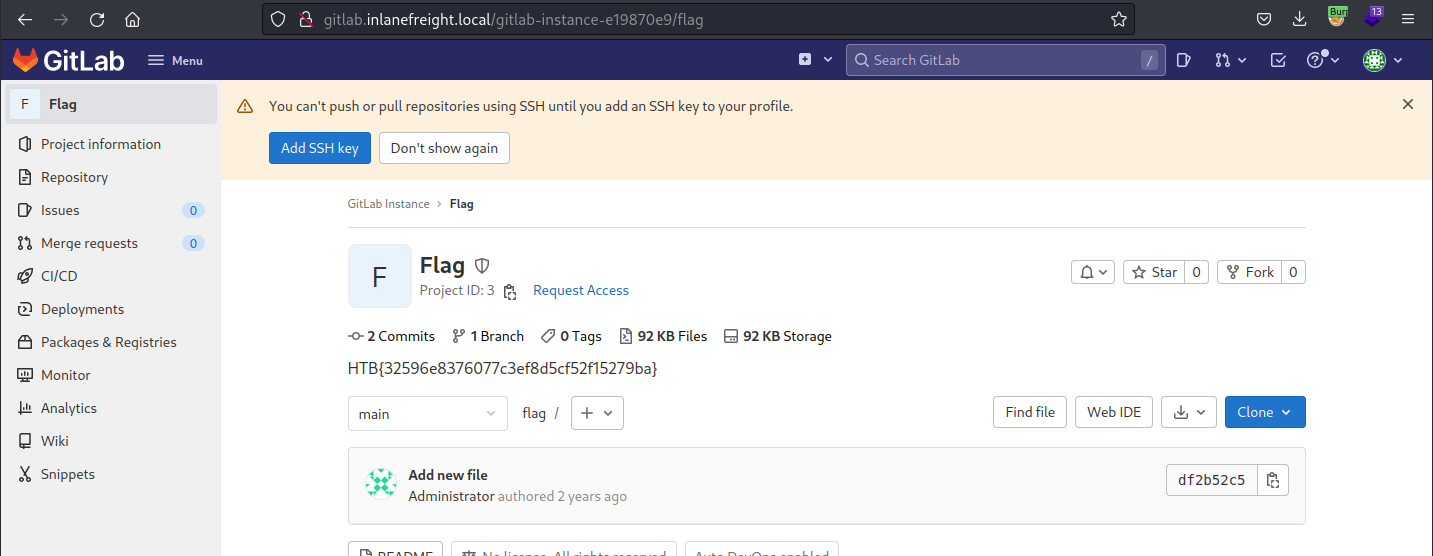 gitlab.inlanefreight.local/gitlab-instance-e19870e9/flag
Burp
13
GitLab
Menu
Search GitLab
/
F
Flag
You can't push or pull repositories using SSH until you add an SSH key to your profile.
Add SSH key
Don't show again
Project information
Repository
Issues
0
Merge requests
0
CI/CD
Deployments
Packages & Registries
Monitor
Analytics
Wiki
Snippets
GitLab Instance › Flag
F
Flag
Project ID: 3
Request Access
Star
0
Fork
0
2 Commits
1 Branch
0 Tags
92 KB Files
92 KB Storage
HTB{32596e8376077c3ef8d5cf52f15279ba}
main
flag /
Find file
Web IDE
Clone
Add new file
Administrator authored 2 years ago
df2b52c5
README
No license. All rights reserved
Auto DevOps enabled